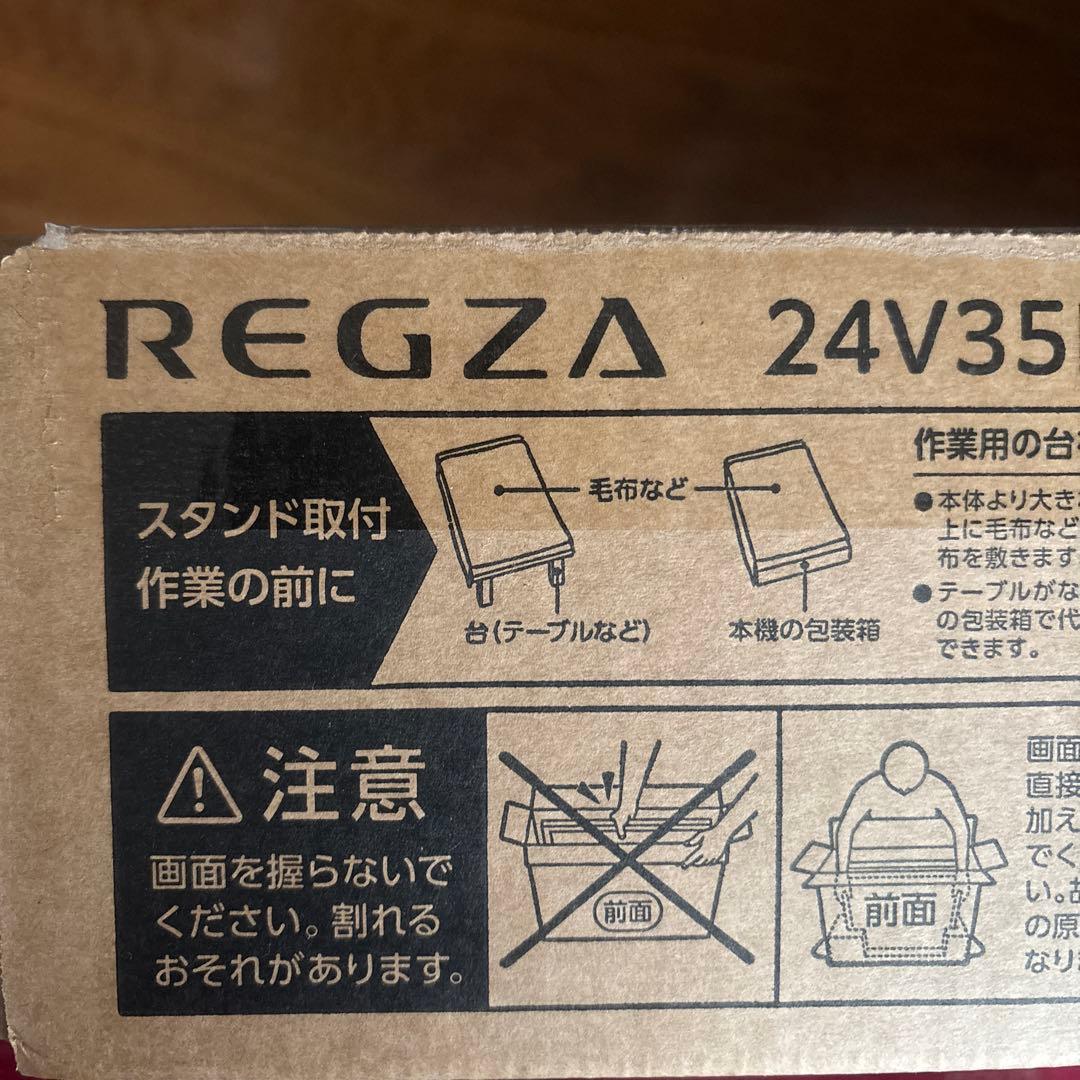 REGZA 24V35
スタンド取付
作業の前に
毛布など
台(テーブルなど)
本機の包装箱
作業用の台
●本体より大き
上に毛布など
布を敷きます
●テーブルがな
の包装箱で代
できます。
注意
画面を握らないで
ください。割れる
おそれがあります。
前面
前面
画面
直接
加え
でく
い。故
の原
なり